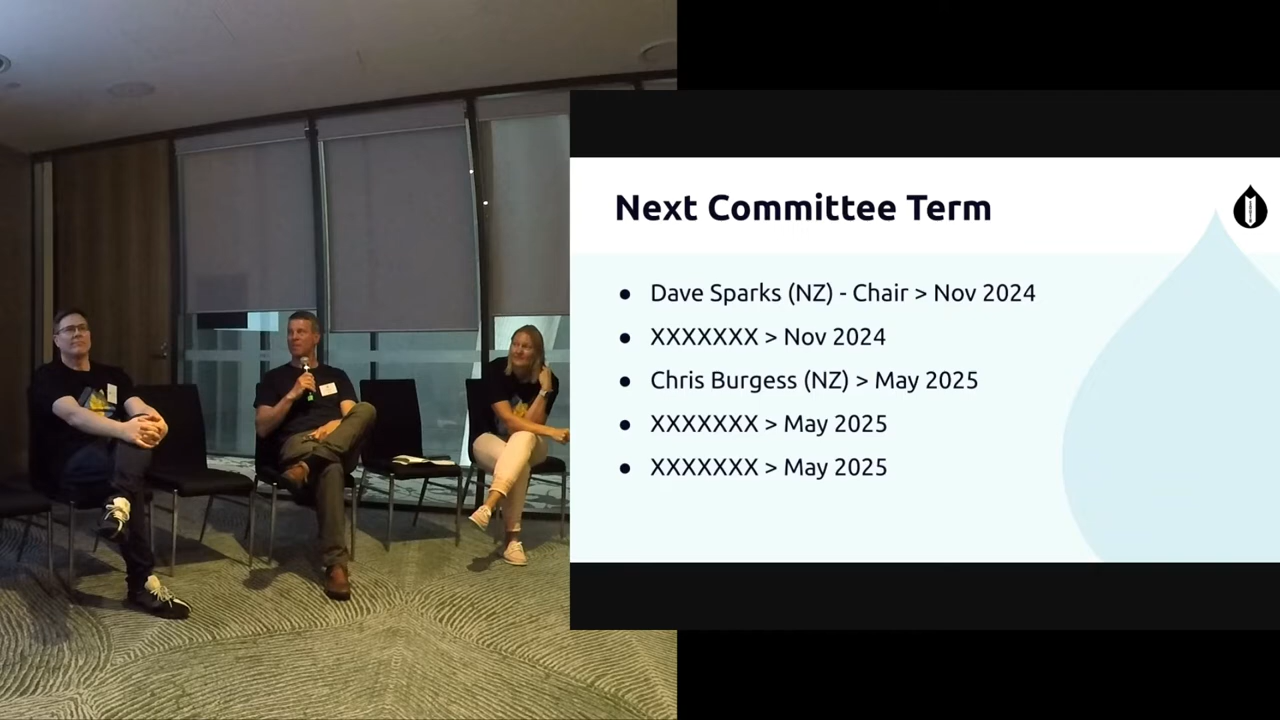 Next Committee Term
● Dave Sparks (NZ) - Chair > Nov 2024
● XXXXXXX > Nov 2024
● Chris Burgess (NZ) > May 2025
● XXXXXXX > May 2025
● XXXXXXX > May 2025